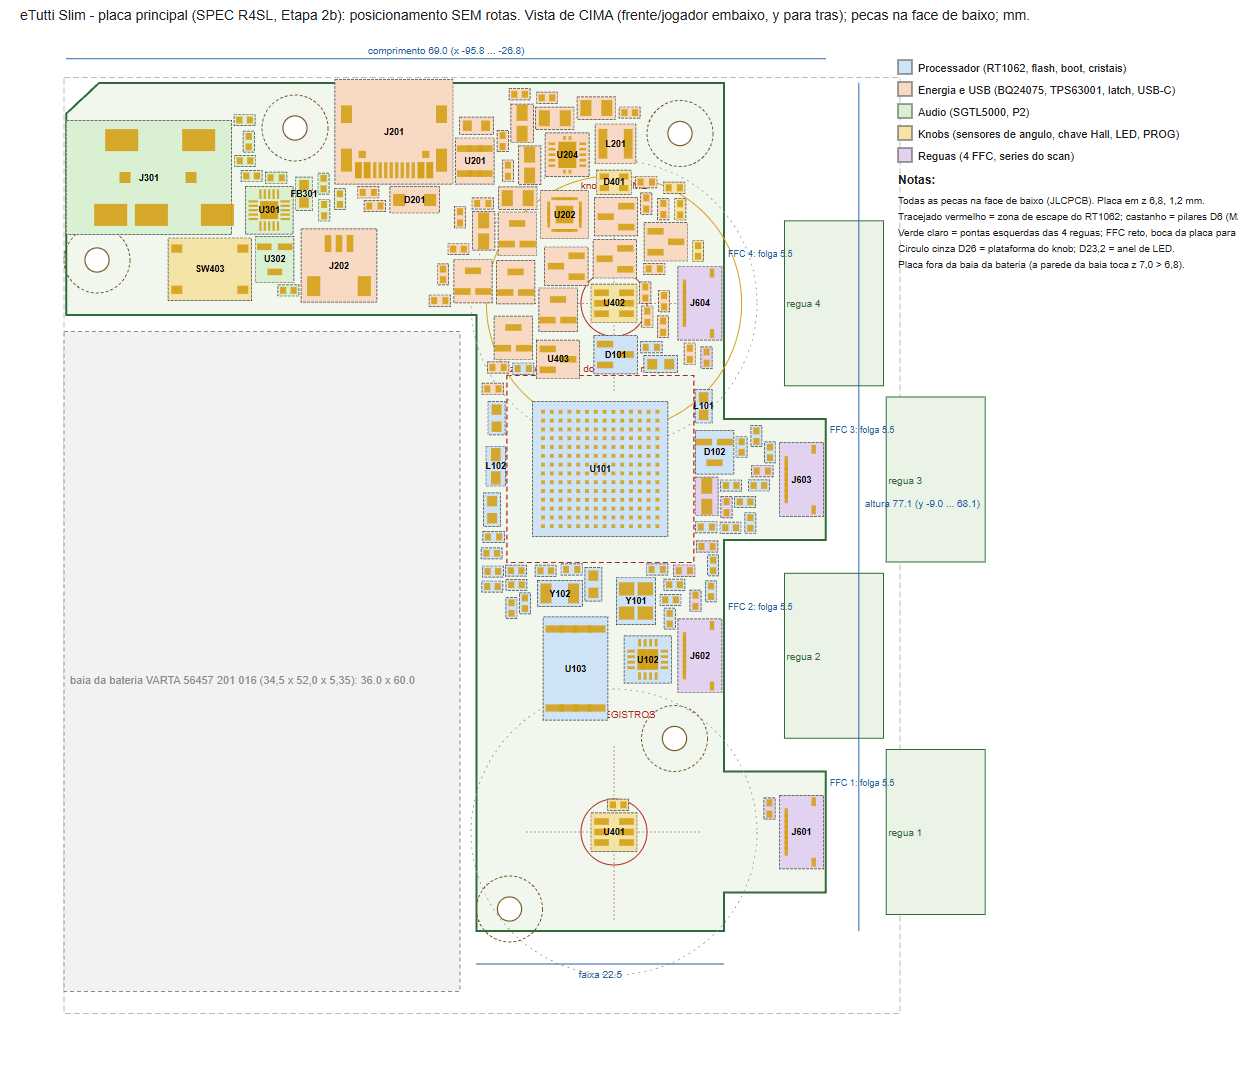 eTutti Slim - placa principal (SPEC R4SL, Etapa 2b): posicionamento SEM rotas. Vista de CIMA (frente/jogador embaixo, y para tras); pecas na face de baixo; mm.
comprimento 69.0 (x -95.8 ... -26.8)
Processador (RT1062, flash, boot, cristais)
Energia e USB (BQ24075, TPS63001, latch, USB-C)
Audio (SGTL5000, P2)
Knobs (sensores de angulo, chave Hall, LED, PROG)
Reguas (4 FFC, series do scan)
Notas:
Todas as pecas na face de baixo (JLCPCB). Placa em z 6,8, 1,2 mm.
Tracejado vermelho = zona de escape do RT1062; castanho = pilares D6 (M
Verde claro = pontas esquerdas das 4 reguas; FFC reto, boca da placa para
Circulo cinza D26 = plataforma do knob; D23,2 = anel de LED.
Placa fora da baia da bateria (a parede da baia toca z 7,0 > 6,8).
J201
J301
U201
U204
L201
D401
FB301
D201
U301
U202
U302
J202
SW403
FFC 4: folga 5.5
U402
J604
regua 4
U403
D101
do
L101
FFC 3: folga 5.5
D102
L102
U101
J603
regua 3
altura 77.1 (y -9.0 ... 68.1)
Y102
Y101
FFC 2: folga 5.5
U103
U102
J602
regua 2
baia da bateria VARTA 56457 201 016 (34,5 x 52,0 x 5,35): 36.0 x 60.0
EGISTROS
FFC 1: folga 5.5
U401
J601
regua 1
faixa 22.5